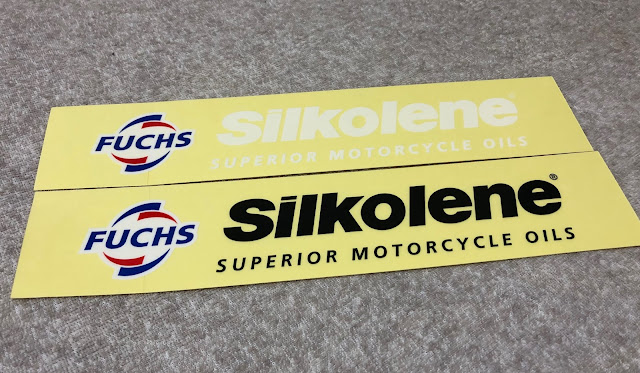 FUCHS Silkolene
SUPERIOR MOTORCYCLE OILS
FUCHS Silkolene®
SUPERIOR MOTORCYCLE OILS